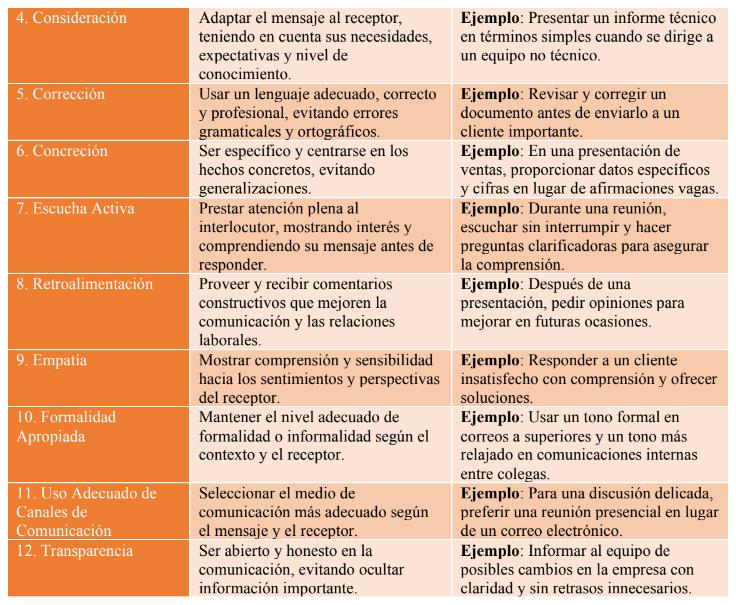 4. Consideración
Adaptar el mensaje al receptor,
teniendo en cuenta sus necesidades,
expectativas y nivel de
conocimiento.
Ejemplo: Presentar un informe técnico
en términos simples cuando se dirige a
un equipo no técnico.
5. Corrección
Usar un lenguaje adecuado, correcto
y profesional, evitando errores
gramaticales y ortográficos.
Ejemplo: Revisar y corregir un
documento antes de enviarlo a un
cliente importante.
6. Concreción
Ser específico y centrarse en los
hechos concretos, evitando
generalizaciones.
Ejemplo: En una presentación de
ventas, proporcionar datos específicos
y cifras en lugar de afirmaciones vagas.
7. Escucha Activa
Prestar atención plena al
interlocutor, mostrando interés y
comprendiendo su mensaje antes de
responder.
Ejemplo: Durante una reunión,
escuchar sin interrumpir y hacer
preguntas clarificadoras para asegurar
la comprensión.
8. Retroalimentación
Proveer y recibir comentarios
constructivos que mejoren la
comunicación y las relaciones
laborales.
Ejemplo: Después de una
presentación, pedir opiniones para
mejorar en futuras ocasiones.
9. Empatía
Mostrar comprensión y sensibilidad
hacia los sentimientos y perspectivas
del receptor.
Ejemplo: Responder a un cliente
insatisfecho con comprensión y ofrecer
soluciones.
10. Formalidad
Apropiada
Mantener el nivel adecuado de
formalidad o informalidad según el
contexto y el receptor.
Ejemplo: Usar un tono formal en
correos a superiores y un tono más
relajado en comunicaciones internas
entre colegas.
11. Uso Adecuado de
Canales de
Comunicación
Seleccionar el medio de
comunicación más adecuado según
el mensaje y el receptor.
Ejemplo: Para una discusión delicada,
preferir una reunión presencial en lugar
de un correo electrónico.
12. Transparencia
Ser abierto y honesto en la
comunicación, evitando ocultar
información importante.
Ejemplo: Informar al equipo de
posibles cambios en la empresa con
claridad y sin retrasos innecesarios.